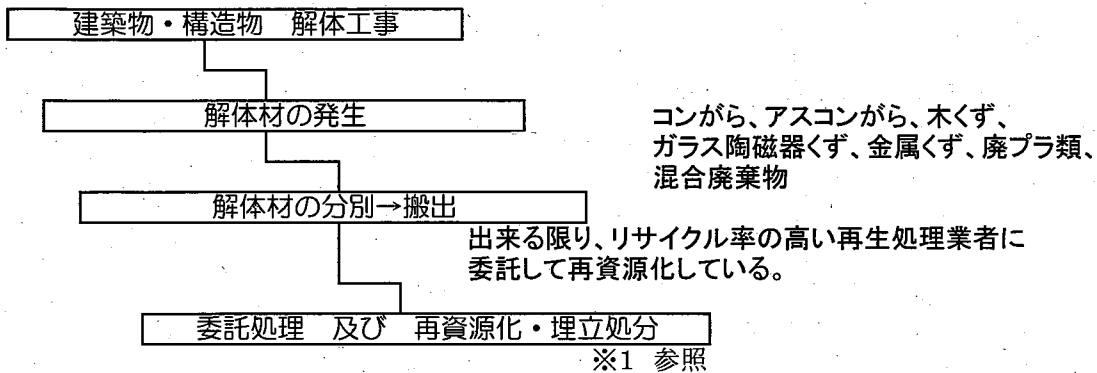 建築物・構造物　解体工事
解体材の発生
コンがら、アスコンがら、木くず、
ガラス陶磁器くず、金属くず、廃プラ類、
混合廃棄物
解体材の分別→搬出
出来る限り、リサイクル率の高い再生処理業者に
委託して再資源化している。
委託処理　及び　再資源化・埋立処分
※1　参照